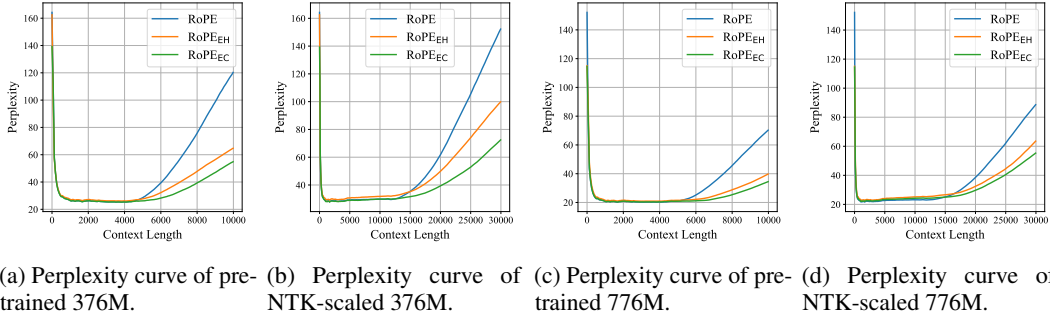 160
140
120
100
80
60
40
20
0 2000 4000 6000 8000 10000
Perplexity
Context Length
RoPE
RoPE_EH
RoPE_EC
160
140
120
100
80
60
40
0 5000 10000 15000 20000 25000 30000
Perplexity
Context Length
RoPE
RoPE_EH
RoPE_EC
160
140
120
100
80
60
40
20
0 2000 4000 6000 8000 10000
Perplexity
Context Length
RoPE
RoPE_EH
RoPE_EC
160
140
120
100
80
60
40
20
0 5000 10000 15000 20000 25000 30000
Perplexity
Context Length
RoPE
RoPE_EH
RoPE_EC
(a) Perplexity curve of pre-
trained 376M.
(b) Perplexity curve of
NTK-scaled 376M.
(c) Perplexity curve of pre-
trained 776M.
(d) Perplexity curve of
NTK-scaled 776M.